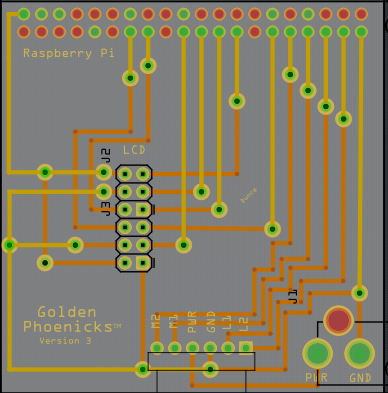 Raspberry Pi
LCD
J2
J3
J1
Golden
Phoenicks™
Version 3
M2
M1
PWR
GND
L1
L2
PWR
GND